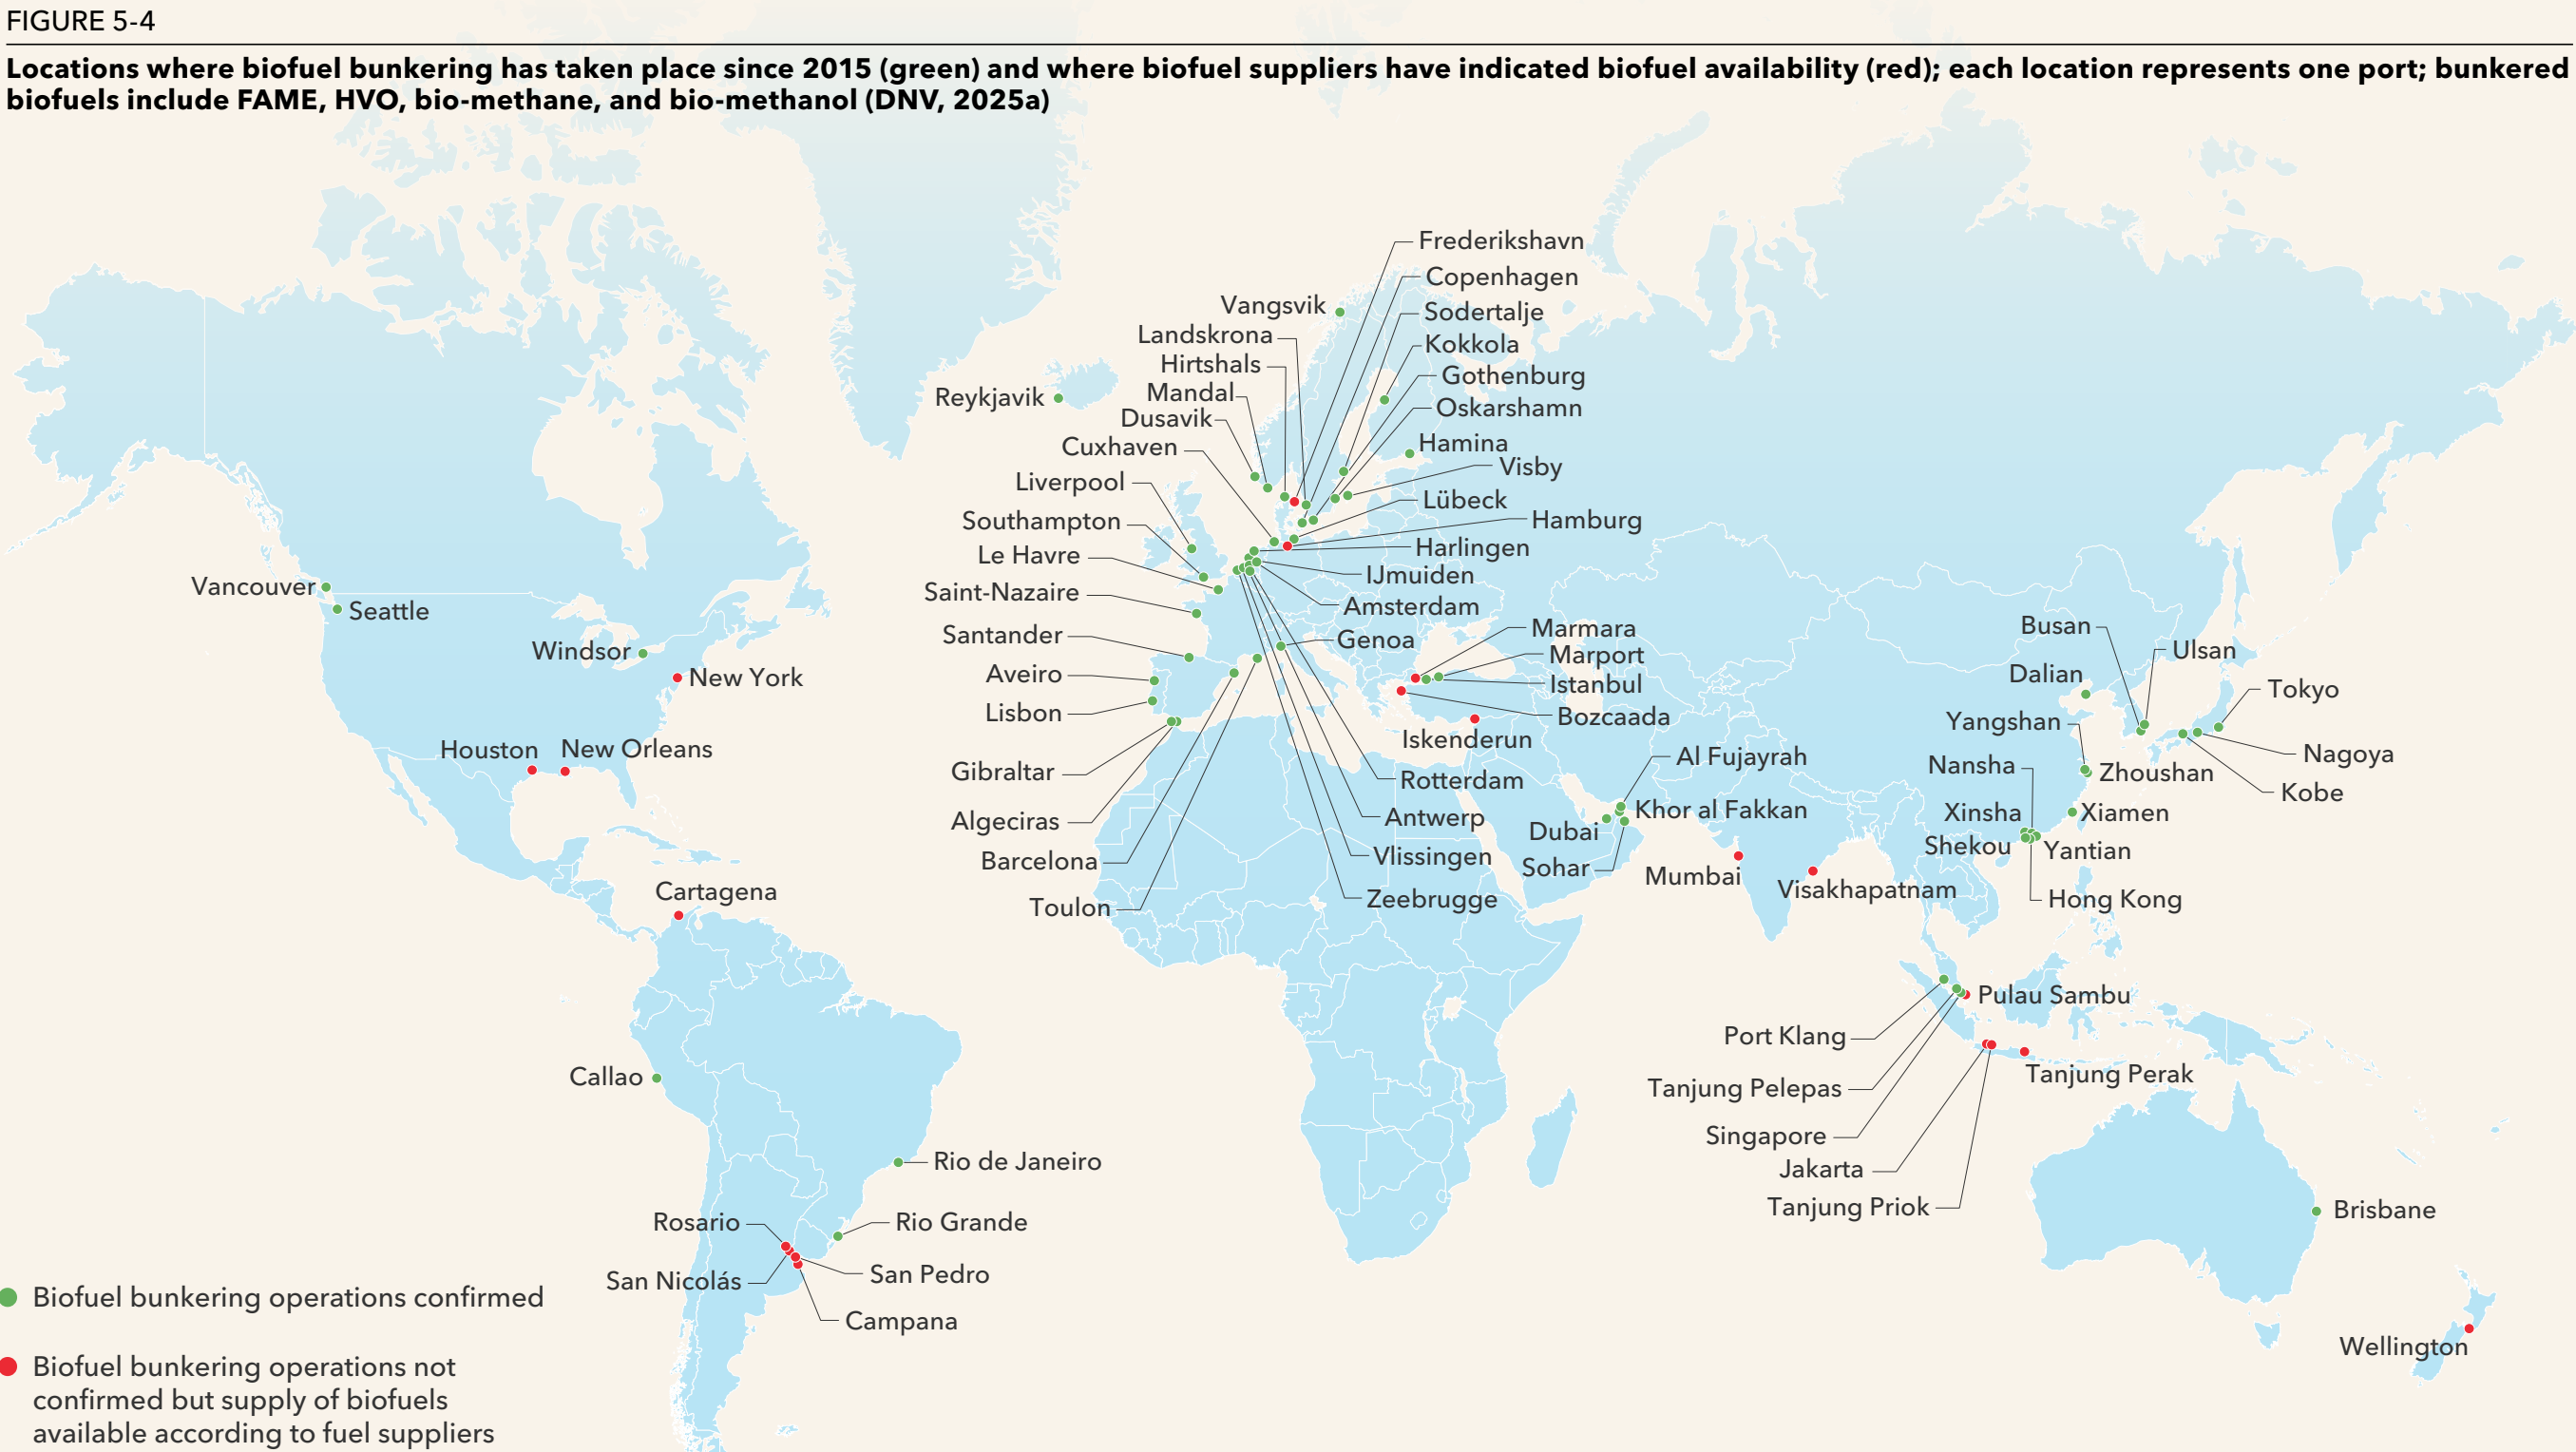 FIGURE 5-4
Locations where biofuel bunkering has taken place since 2015 (green) and where biofuel suppliers have indicated biofuel availability (red); each location represents one port; bunkered
biofuels include FAME, HVO, bio-methane, and bio-methanol (DNV, 2025a)
Frederikshavn
Copenhagen
Vangsvik
Sodertalje
Landskrona
Kokkola
Hirtshals
Gothenburg
Mandal
Reykjavik
Oskarshamn
Dusavik
Hamina
Cuxhaven
Visby
Liverpool
Lübeck
Southampton
Hamburg
Le Havre
Harlingen
IJmuiden
Saint-Nazaire
Amsterdam
Vancouver
Seattle
Santander
Genoa
Marmara
Busan
Windsor
Marport
Ulsan
Aveiro
New York
Istanbul
Dalian
Tokyo
Lisbon
Bozcaada
Yangshan
Iskenderun
Houston
New Orleans
Al Fujayrah
Nagoya
Gibraltar
Rotterdam
Nansha
Zhoushan
Kobe
Algeciras
Antwerp
Khor al Fakkan
Xinsha
Xiamen
Dubai
Shekou
Yantian
Barcelona
Vlissingen
Sohar
Mumbai
Visakhapatnam
Cartagena
Toulon
Zeebrugge
Hong Kong
Pulau Sambu
Port Klang
Callao
Tanjung Perak
Tanjung Pelepas
Singapore
Rio de Janeiro
Jakarta
Tanjung Priok
Brisbane
Rosario
Rio Grande
San Nicolás
San Pedro
Campana
Wellington
Biofuel bunkering operations confirmed
Biofuel bunkering operations not
confirmed but supply of biofuels
available according to fuel suppliers